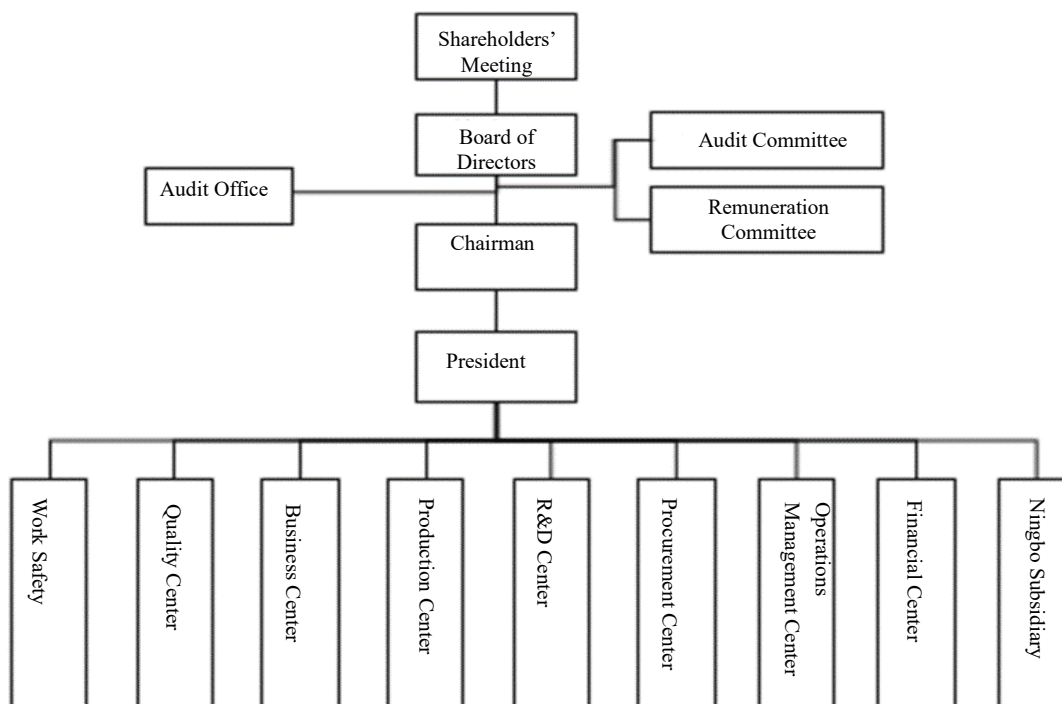 Shareholders’
Meeting
Board of
Directors
Audit Committee
Audit Office
Remuneration
Committee
Chairman
President
Work Safety
Quality Center
Business Center
Production Center
R&D Center
Procurement Center
Operations
Management Center
Financial Center
Ningbo Subsidiary